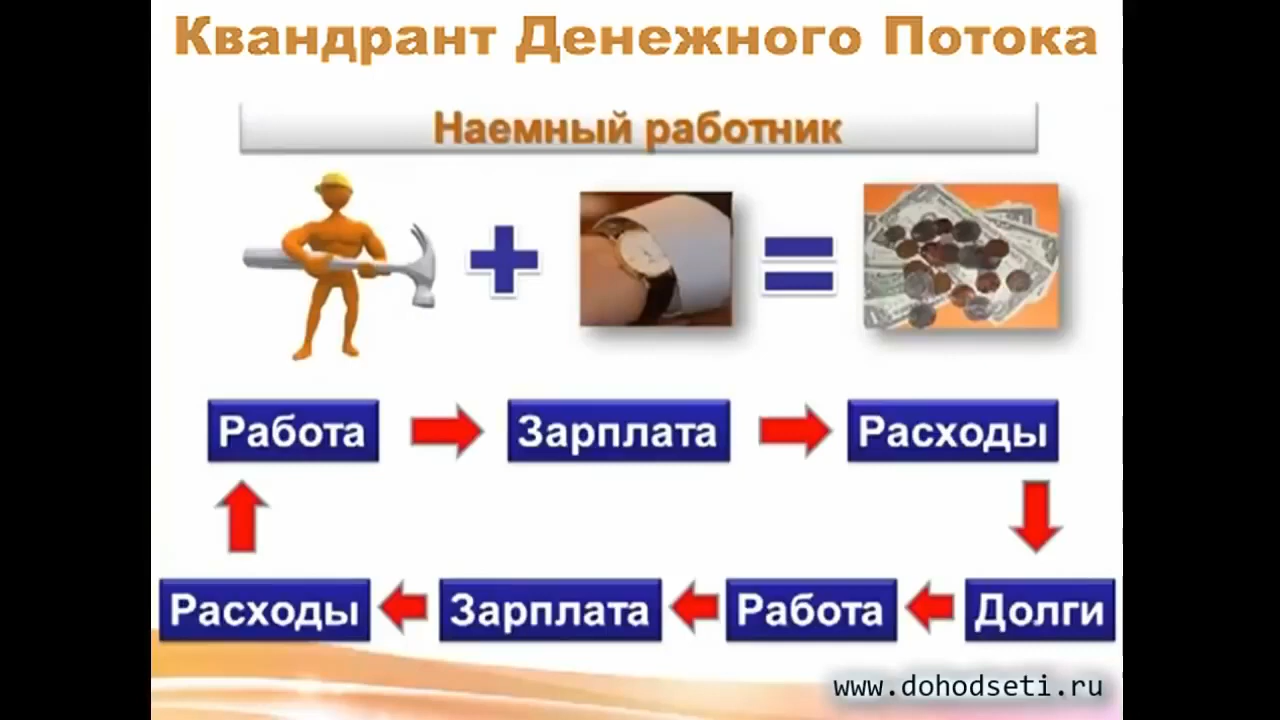 Квандрант Денежного Потока
Наемный работник
Работа
Зарплата
Расходы
Расходы
Зарплата
Работа
Долги
www.dohodseti.ru